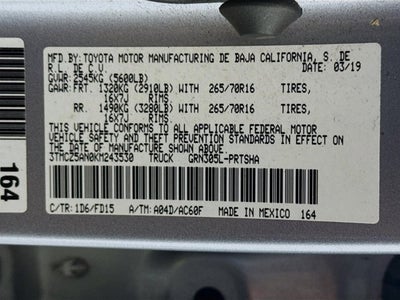 MFD.BY:TOYOTA MOTOR MANUFACTURING DE BAJA CALIFORNIA, S. DE
R.L. DE C.V. 03/19
GVWR:2545KG (5600LB)
GAWR:FRT. 1320KG (2910LB) WITH 265/70R16 TIRES,
16X7J RIMS
RR. 1490KG (3280LB) WITH 265/70R16 TIRES,
16X7J RIMS
THIS VEHICLE CONFORMS TO ALL APPLICABLE FEDERAL MOTOR
VEHICLE SAFETY AND THEFT PREVENTION STANDARDS IN
EFFECT ON THE DATE OF MANUFACTURE SHOWN ABOVE.
3TMCZ5AN0KM243530 TRUCK GRN305L-PRTSHA
C/TR:1D6/FD15 A/TM:A04D/AC60F MADE IN MEXICO 164
164